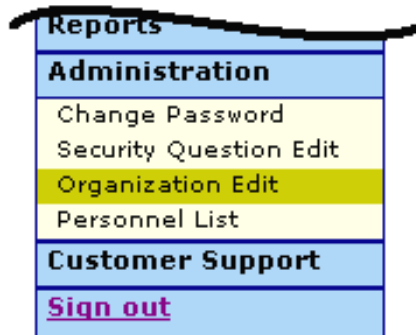 Reports
Administration
Change Password
Security Question Edit
Organization Edit
Personnel List
Customer Support
Sign out